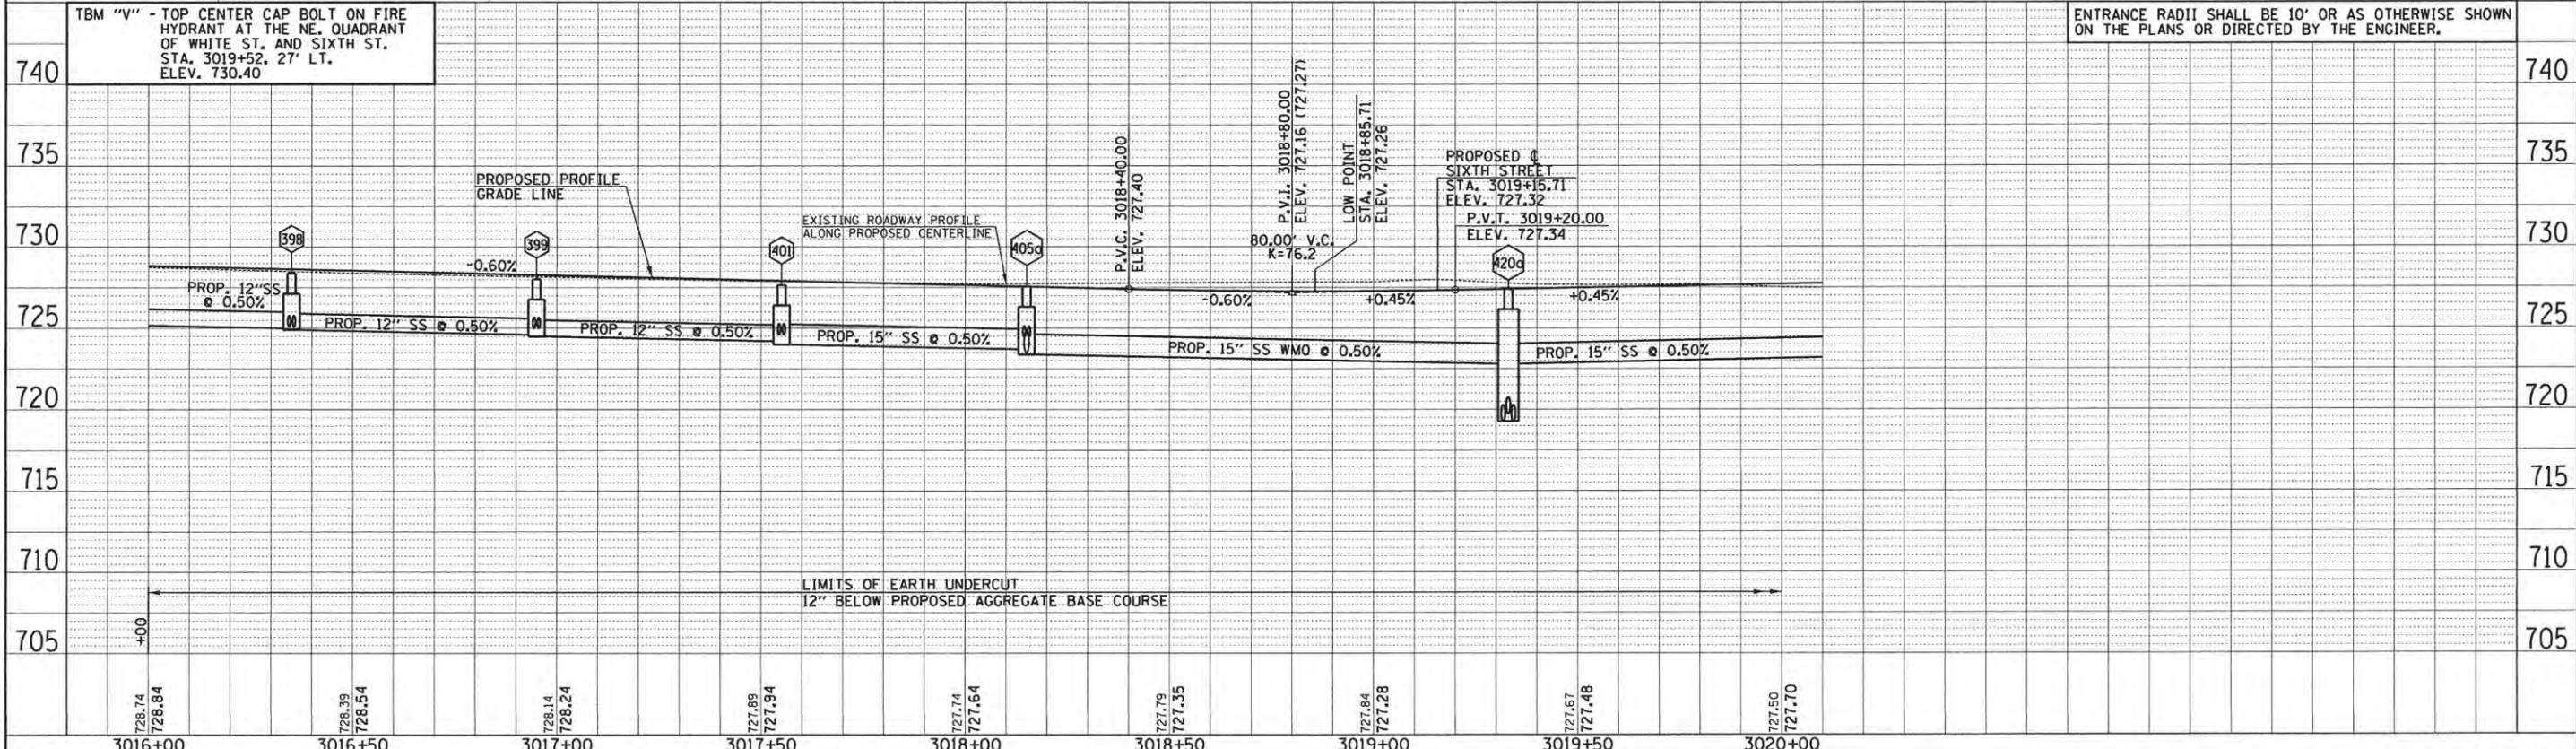 TBM "V" - TOP CENTER CAP BOLT ON FIRE
HYDRANT AT THE NE. QUADRANT
OF WHITE ST. AND SIXTH ST.
STA. 3019+52, 27' LT.
ELEV. 730.40
ENTRANCE RADII SHALL BE 10' OR AS OTHERWISE SHOWN
ON THE PLANS OR DIRECTED BY THE ENGINEER.
740
740
735
735
730
730
725
725
720
720
715
715
710
710
705
705
PROPOSED PROFILE
GRADE LINE
EXISTING ROADWAY PROFILE
ALONG PROPOSED CENTERLINE
P.V.C. 3018+40.00
ELEV. 727.40
P.V.I. 3018+80.00
ELEV. 727.16 (727.27)
LOW POINT
STA. 3018+85.71
ELEV. 727.26
80.00' V.C.
K=76.2
PROPOSED ℄
SIXTH STREET
STA. 3019+15.71
ELEV. 727.32
P.V.T. 3019+20.00
ELEV. 727.34
398
399
401
405a
420a
-0.60%
-0.60%
+0.45%
+0.45%
PROP. 12"SS
@ 0.50%
PROP. 12" SS @ 0.50%
PROP. 12" SS @ 0.50%
PROP. 15" SS @ 0.50%
PROP. 15" SS WMO @ 0.50%
PROP. 15" SS @ 0.50%
LIMITS OF EARTH UNDERCUT
12" BELOW PROPOSED AGGREGATE BASE COURSE
+00
728.74
728.84
728.39
728.54
728.14
728.24
727.89
727.94
727.74
727.64
727.79
727.35
727.84
727.28
727.67
727.48
727.50
727.70
3016+00
3016+50
3017+00
3017+50
3018+00
3018+50
3019+00
3019+50
3020+00